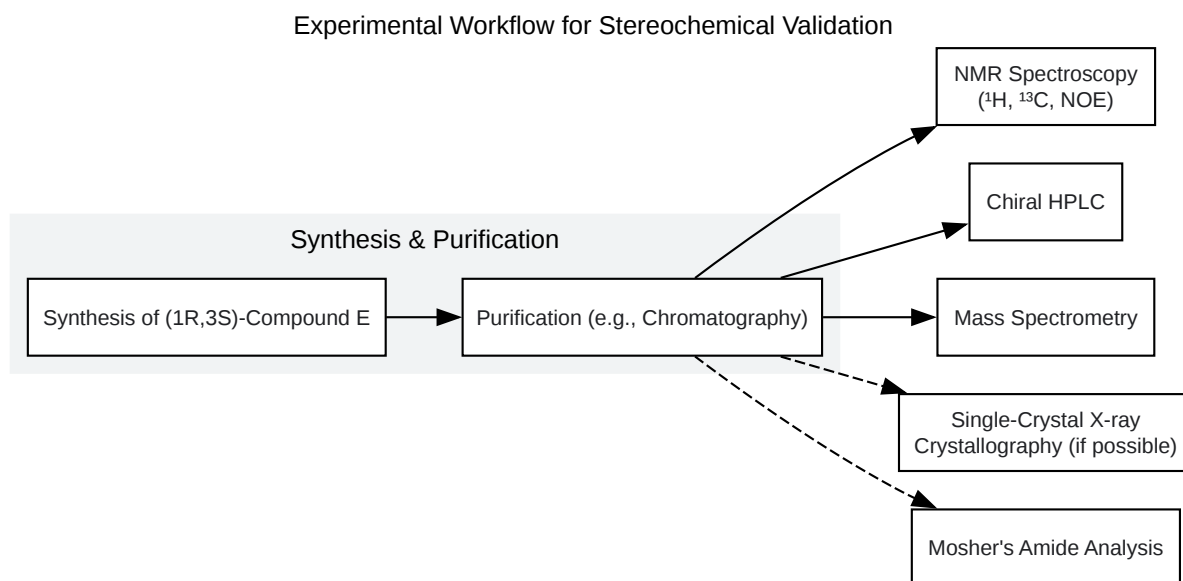 Experimental Workflow for Stereochemical Validation
NMR Spectroscopy
(¹H, ¹³C, NOE)
Chiral HPLC
Synthesis & Purification
Synthesis of (1R,3S)-Compound E
Purification (e.g., Chromatography)
Mass Spectrometry
Single-Crystal X-ray
Crystallography (if possible)
Mosher's Amide Analysis